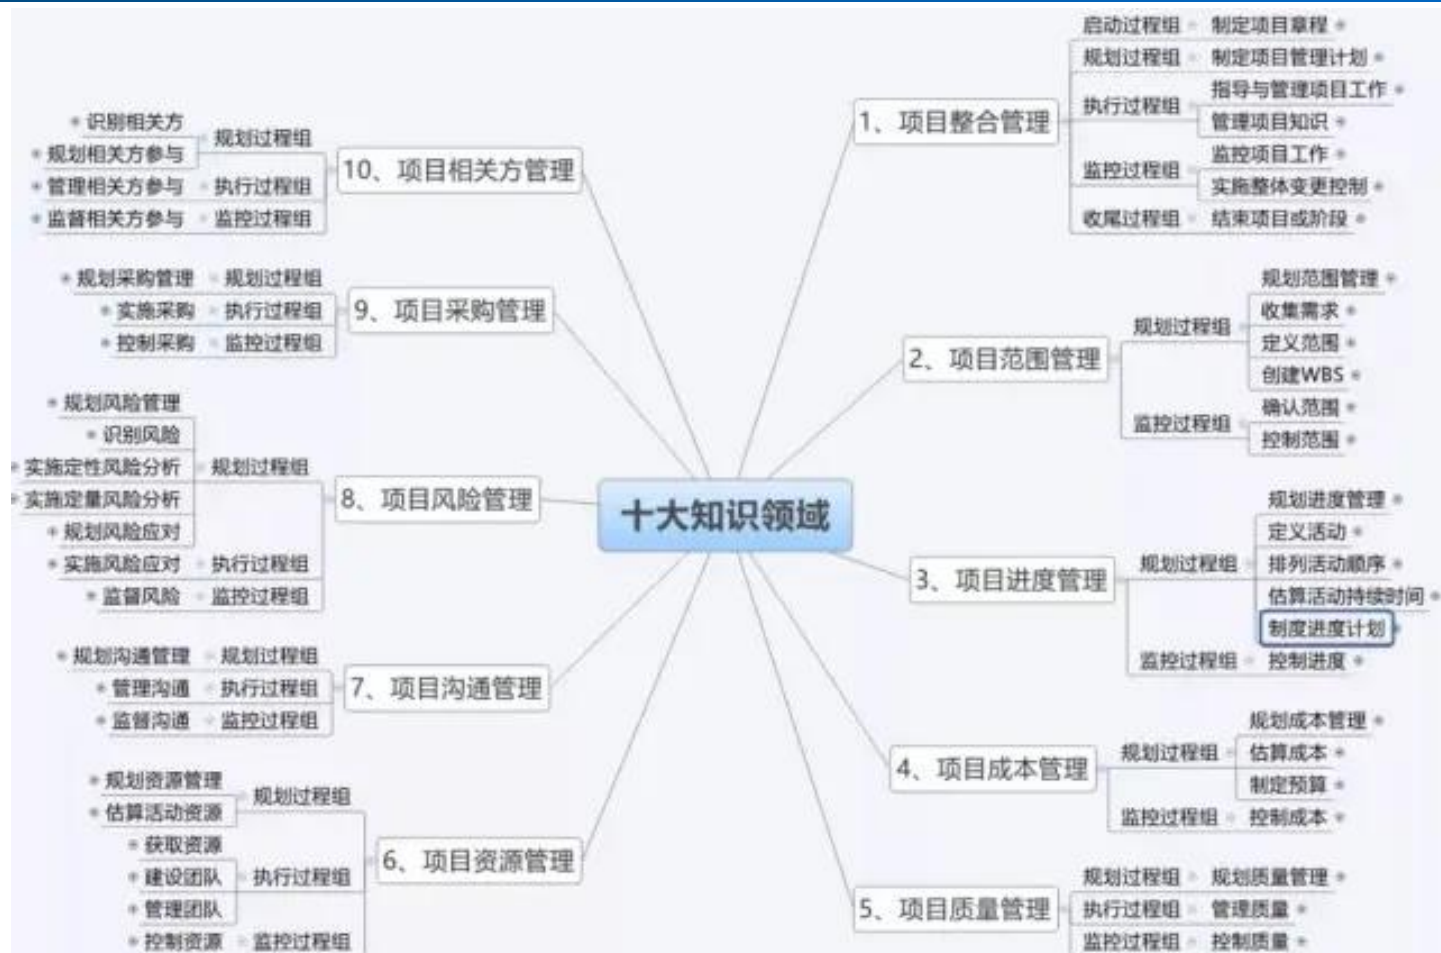 十大知识领域
1、项目整合管理
启动过程组 制定项目章程
规划过程组 制定项目管理计划
执行过程组
指导与管理项目工作
管理项目知识
监控过程组
监控项目工作
实施整体变更控制
收尾过程组 结束项目或阶段
2、项目范围管理
规划过程组
规划范围管理
收集需求
定义范围
创建WBS
监控过程组
确认范围
控制范围
3、项目进度管理
规划过程组
规划进度管理
定义活动
排列活动顺序
估算活动持续时间
制度进度计划
监控过程组 控制进度
4、项目成本管理
规划过程组
规划成本管理
估算成本
制定预算
监控过程组 控制成本
5、项目质量管理
规划过程组 规划质量管理
执行过程组 管理质量
监控过程组 控制质量
6、项目资源管理
规划过程组
规划资源管理
估算活动资源
执行过程组
获取资源
建设团队
管理团队
控制资源 监控过程组
7、项目沟通管理
规划沟通管理 规划过程组
管理沟通 执行过程组
监督沟通 监控过程组
8、项目风险管理
规划过程组
规划风险管理
识别风险
实施定性风险分析
实施定量风险分析
规划风险应对
实施风险应对 执行过程组
监督风险 监控过程组
9、项目采购管理
规划采购管理 规划过程组
实施采购 执行过程组
控制采购 监控过程组
10、项目相关方管理
规划过程组
识别相关方
规划相关方参与
管理相关方参与 执行过程组
监督相关方参与 监控过程组